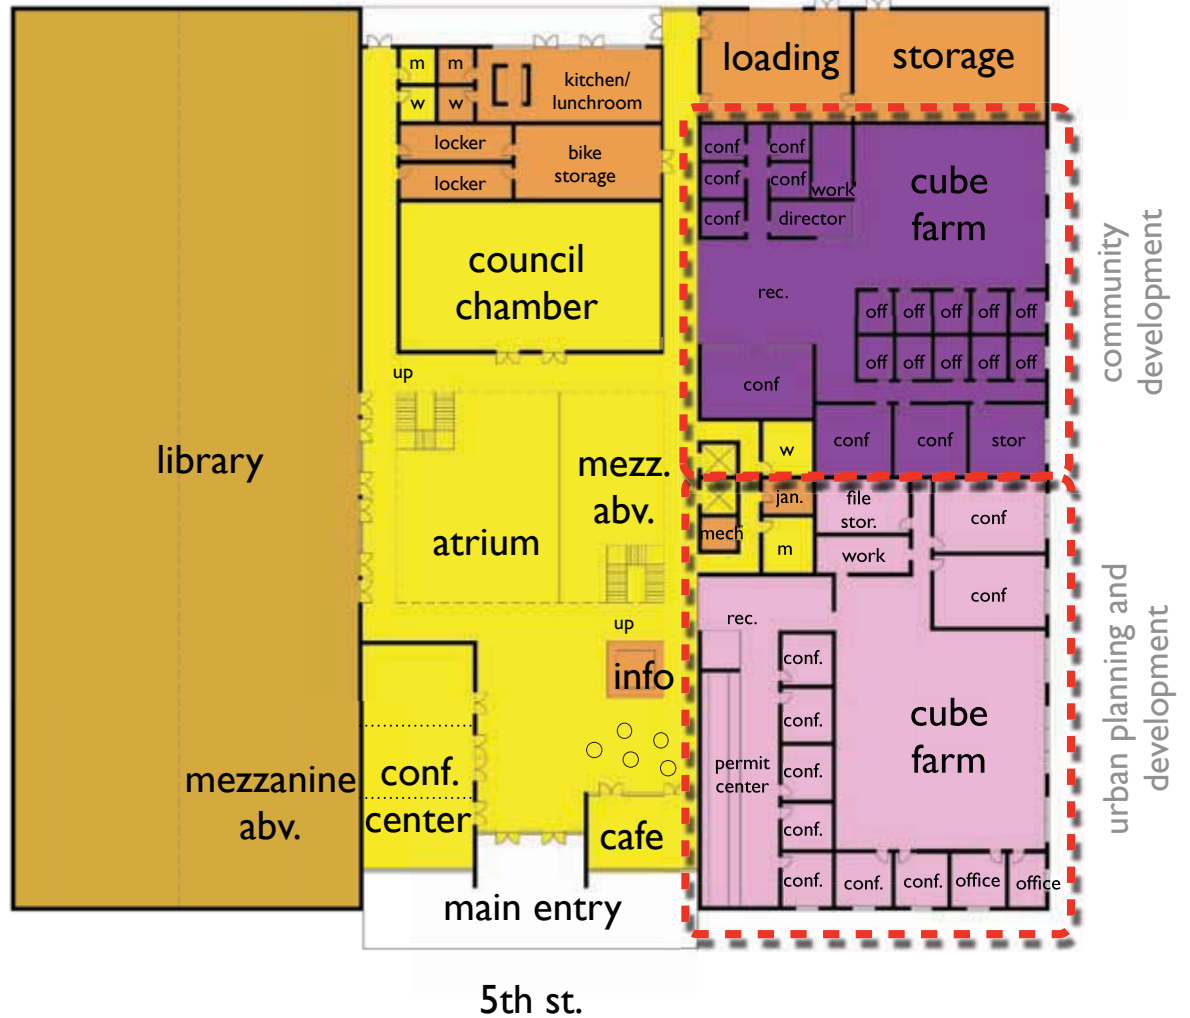 loading
storage
m
m
kitchen/
lunchroom
w
w
locker
bike
storage
locker
conf
conf
conf
conf
work
conf
director
cube
farm
council
chamber
rec.
off
off
off
off
off
off
off
off
off
off
community
development
up
conf
conf
conf
stor
w
library
mezz.
abv.
atrium
jan.
mech
m
file
stor.
work
conf
conf
up
rec.
info
conf.
conf.
conf.
conf.
conf.
conf.
conf.
office
office
permit
center
cube
farm
urban planning and
development
mezzanine
abv.
conf.
center
cafe
main entry
5th st.